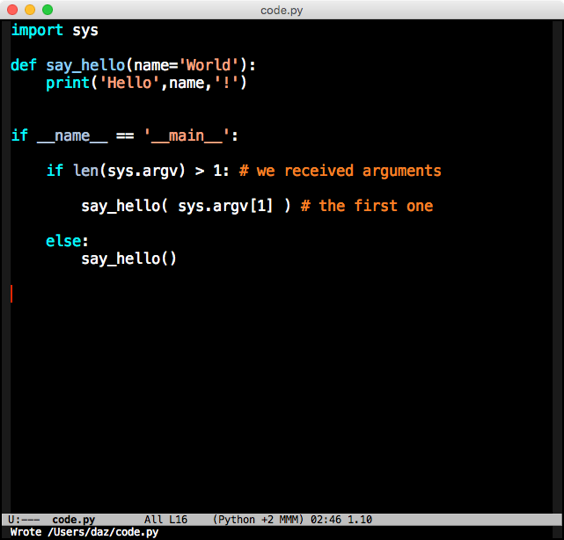 code.py
import sys
def say_hello(name='World'):
    print('Hello',name,'!')
if __name__ == '__main__':
    if len(sys.argv) > 1: # we received arguments
        say_hello( sys.argv[1] ) # the first one
    else:
        say_hello()
U:---  code.py        All L16    (Python +2 MMM) 02:46 1.10
Wrote /Users/daz/code.py